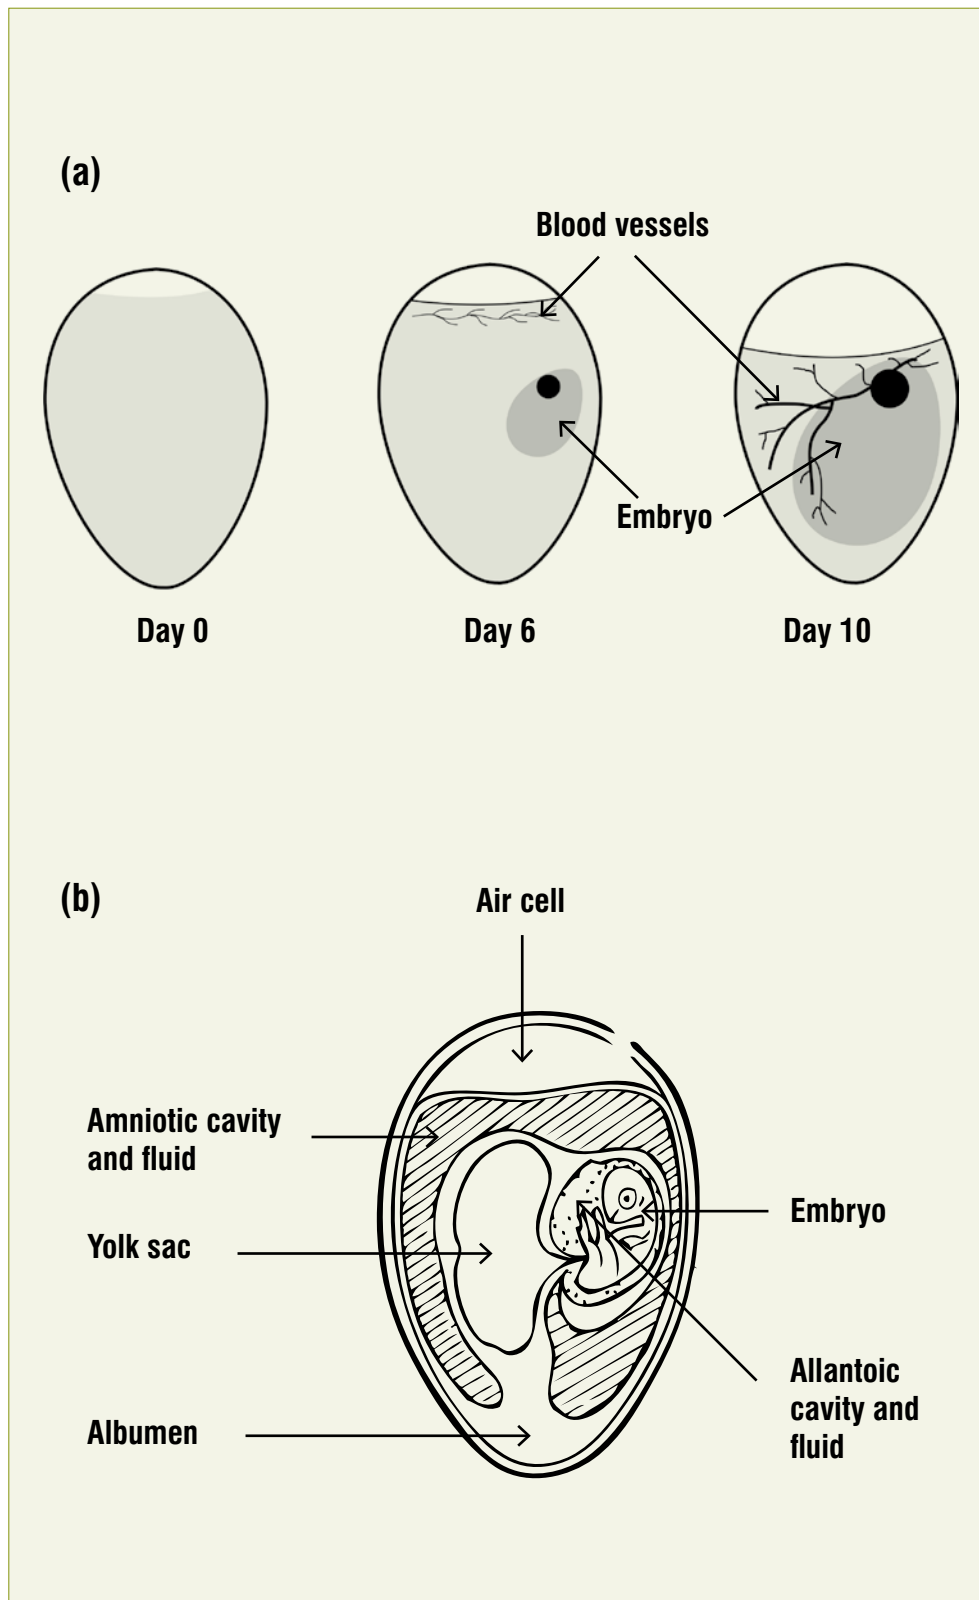 (a)
Blood vessels
Embryo
Day 0
Day 6
Day 10
(b)
Air cell
Amniotic cavity
and fluid
Embryo
Yolk sac
Allantoic
cavity and
fluid
Albumen